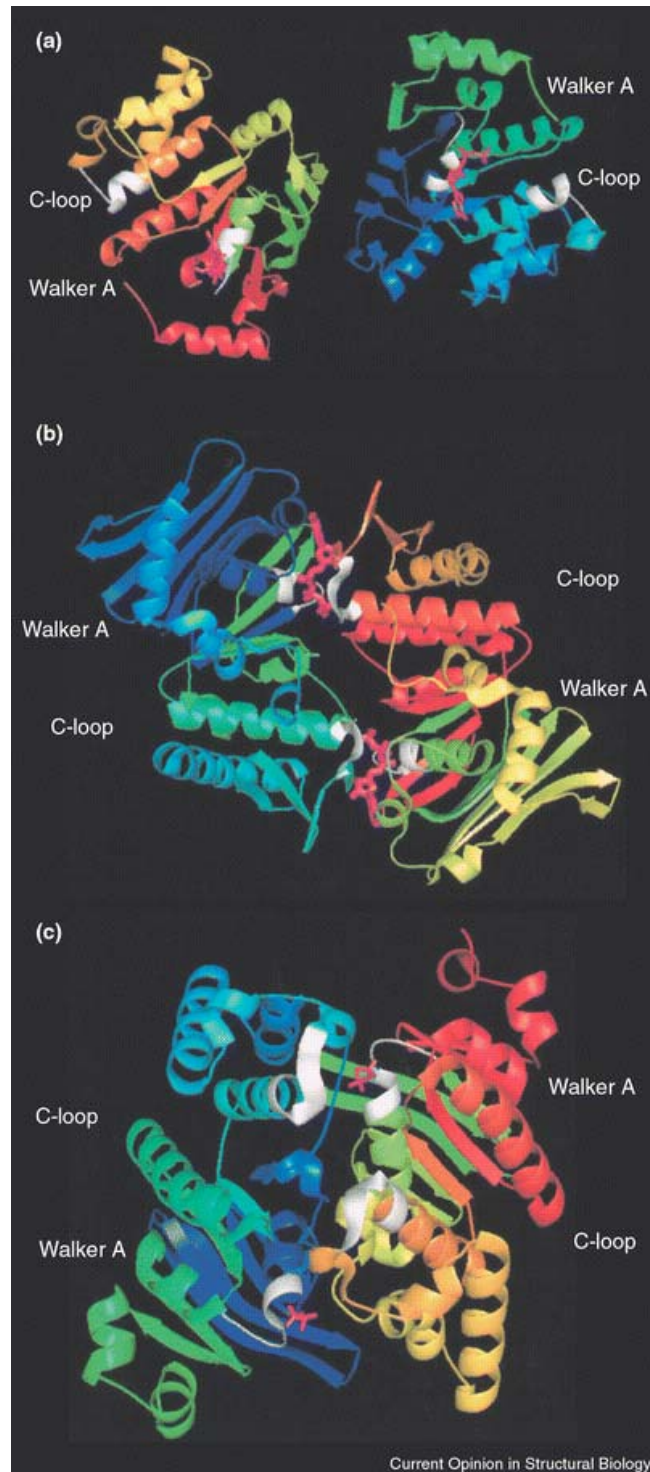 (a)
Walker A
C-loop
C-loop
Walker A
(b)
C-loop
Walker A
Walker A
C-loop
(c)
Walker A
C-loop
Walker A
C-loop
Current Opinion in Structural Biology